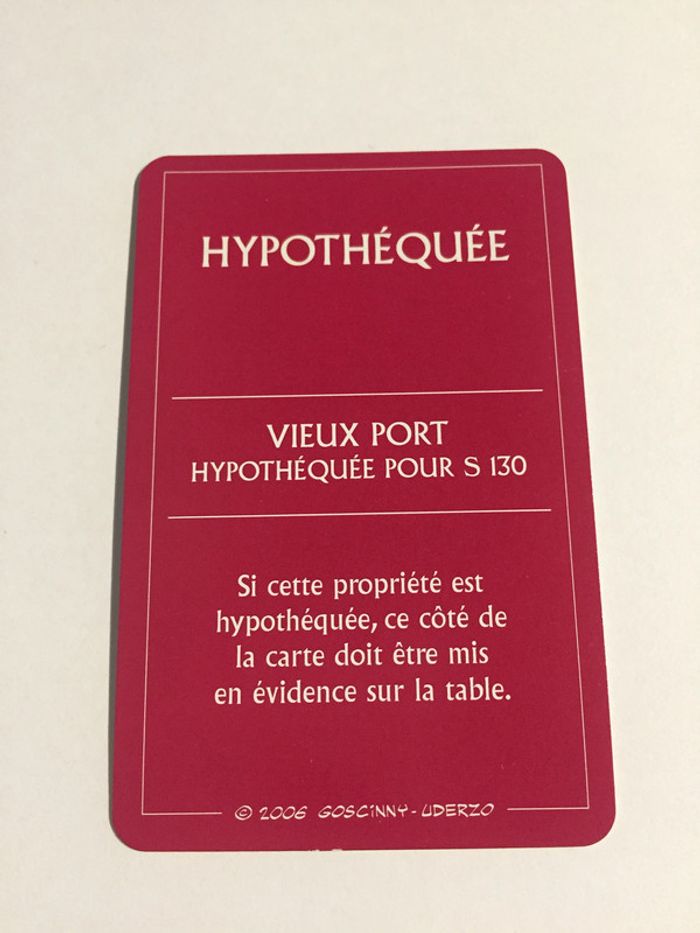 HYPOTHÉQUÉE
VIEUX PORT
HYPOTHÉQUÉE POUR S 130
Si cette propriété est
hypothéquée, ce côté de
la carte doit être mis
en évidence sur la table.
© 2006 GOSCiNNY - UDERZO